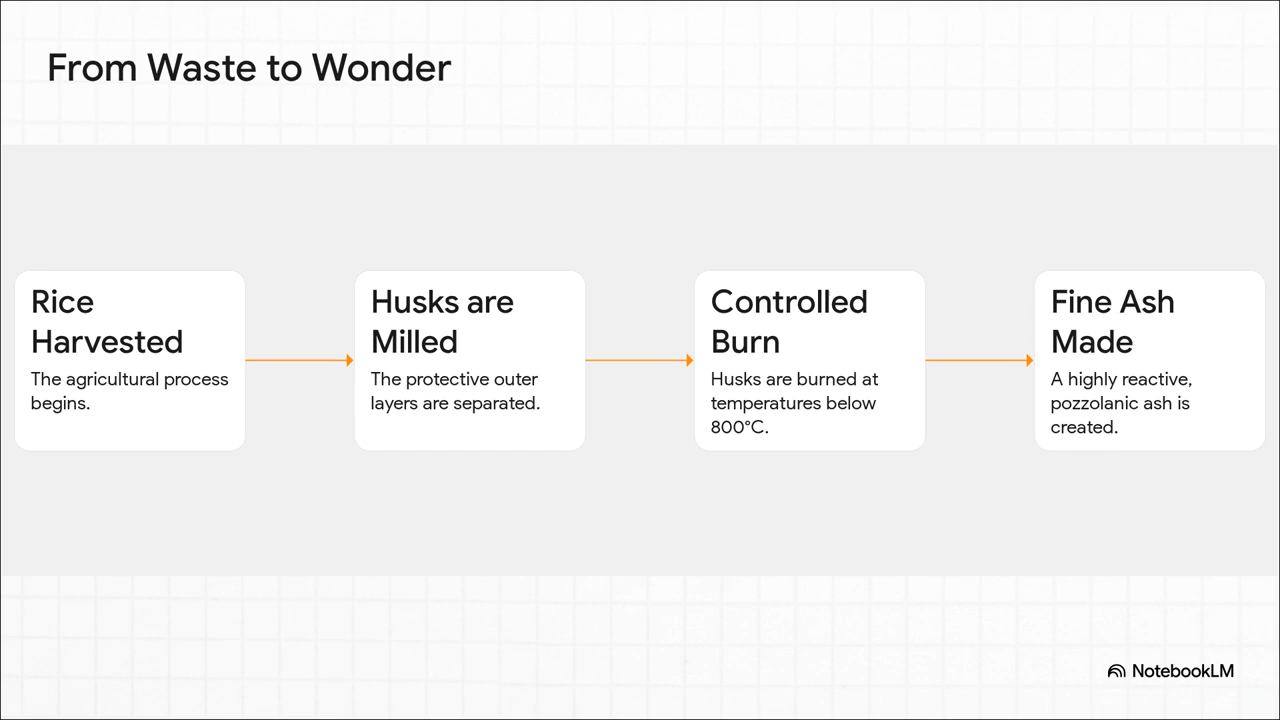 From Waste to Wonder
Rice
Harvested
The agricultural process
begins.
Husks are
Milled
The protective outer
layers are separated.
Controlled
Burn
Husks are burned at
temperatures below
800°C.
Fine Ash
Made
A highly reactive,
pozzolanic ash is
created.
NotebookLM